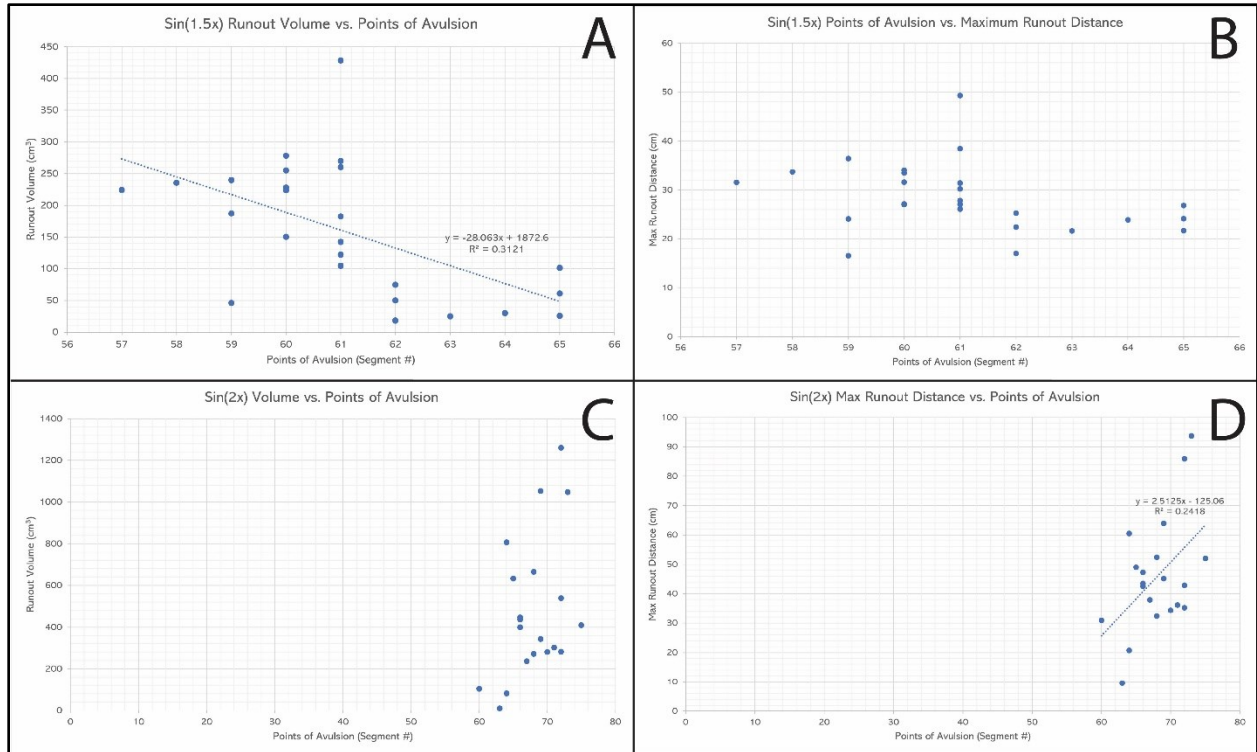 Sin(1.5x) Runout Volume vs. Points of Avulsion
A
450
400
350
300
250
200
150
100
50
0
Runout Volume (cm³)
y = -28.063x + 1872.6
R² = 0.3121
56 57 58 59 60 61 62 63 64 65 66
Points of Avulsion (Segment #)
Sin(1.5x) Points of Avulsion vs. Maximum Runout Distance
B
60
50
40
30
20
10
0
Max Runout Distance (cm)
56 57 58 59 60 61 62 63 64 65 66
Points of Avulsion (Segment #)
Sin(2x) Volume vs. Points of Avulsion
C
1400
1200
1000
800
600
400
200
0
Runout Volume (cm³)
0 10 20 30 40 50 60 70 80
Points of Avulsion (Segment #)
Sin(2x) Max Runout Distance vs. Points of Avulsion
D
100
90
80
70
60
50
40
30
20
10
0
Max Runout Distance (cm)
y = 2.5125x - 125.06
R² = 0.2418
0 10 20 30 40 50 60 70 80
Points of Avulsion (Segment #)